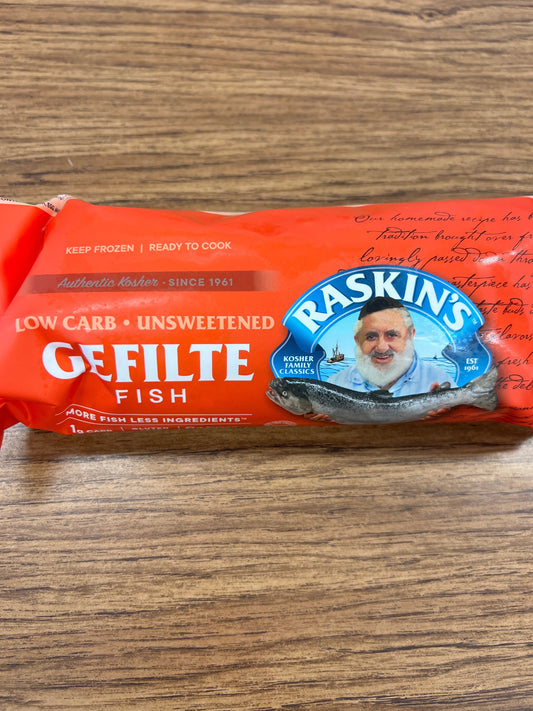 KEEP FROZEN | READY TO COOK
Authentic Kosher · SINCE 1961
LOW CARB · UNSWEETENED
GEFILTE
FISH
MORE FISH LESS INGREDIENTS™
RASKIN'S
KOSHER
FAMILY
CLASSICS
EST
1961
Our homemade recipe has
Tradition brought over
lovingly passed